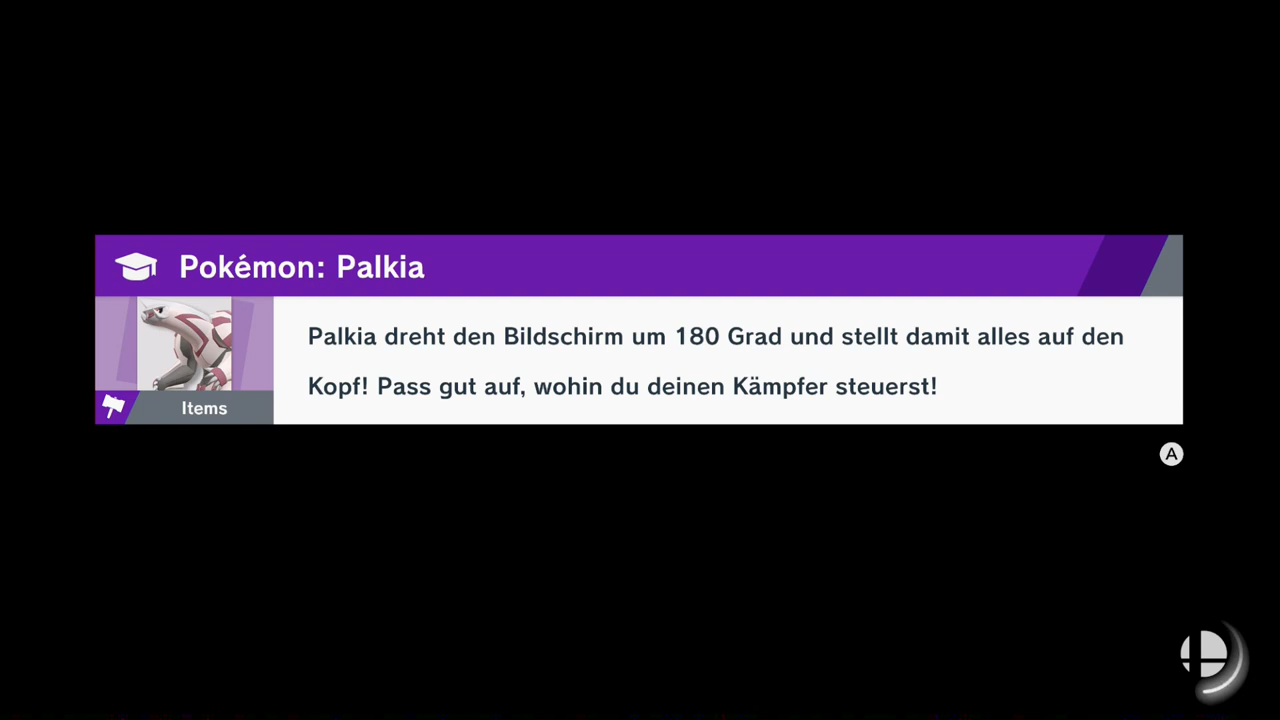 Pokémon: Palkia
Palkia dreht den Bildschirm um 180 Grad und stellt damit alles auf den
Kopf! Pass gut auf, wohin du deinen Kämpfer steuerst!
Items
A